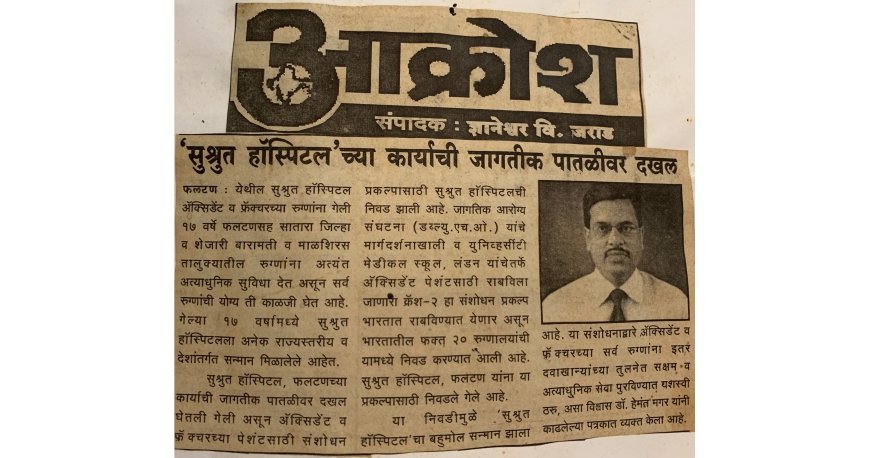 आक्रोश
संपादक : ज्ञानेश्वर वि. जराड
'सुश्रुत हॉस्पिटल'च्या कार्याची जागतीक पातळीवर दखल
फलटण : येथील सुश्रुत हॉस्पिटल
ॲक्सिडेंट व फ्रॅक्चरच्या रुग्णांना गेली
१७ वर्षे फलटणसह सातारा जिल्हा
व शेजारी बारामती व माळशिरस
तालुक्यातील रुग्णांना अत्यंत
अत्याधुनिक सुविधा देत असून सर्व
रुग्णांची योग्य ती काळजी घेत आहे.
गेल्या १७ वर्षामध्ये सुश्रुत
हॉस्पिटलला अनेक राज्यस्तरीय व
देशांतर्गत सन्मान मिळालेले आहेत.
सुश्रुत हॉस्पिटल, फलटणच्या
कार्याची जागतीक पातळीवर दखल
घेतली गेली असून ॲक्सिडेंट व
फ्रॅक्चरच्या पेशंटसाठी संशोधन
प्रकल्पासाठी सुश्रुत हॉस्पिटलची
निवड झाली आहे. जागतिक आरोग्य
संघटना (डब्ल्यु.एच.ओ.) यांचे
मार्गदर्शनाखाली व युनिव्हर्सीटी
मेडीकल स्कूल, लंडन यांचेतर्फे
ॲक्सिडेंट पेशंटसाठी राबविला
जाणारा क्रॅश-२ हा संशोधन प्रकल्प
भारतात राबविण्यात येणार असून
भारतातील फक्त २० रुग्णालयांची
यामध्ये निवड करण्यात आली आहे.
सुश्रुत हॉस्पिटल, फलटण यांना या
प्रकल्पासाठी निवडले गेले आहे.
या निवडीमुळे 'सुश्रुत
हॉस्पिटल'चा बहुमोल सन्मान झाला
आहे. या संशोधनाद्वारे ॲक्सिडेंट व
फ्रॅक्चरच्या सर्व रुग्णांना इतर
दवाखान्यांच्या तुलनेत सक्षम व
अत्याधुनिक सेवा पुरविण्यात यशस्वी
ठरु, असा विश्वास डॉ. हेमंत मगर यांनी
काढलेल्या पत्रकात व्यक्त केला आहे.